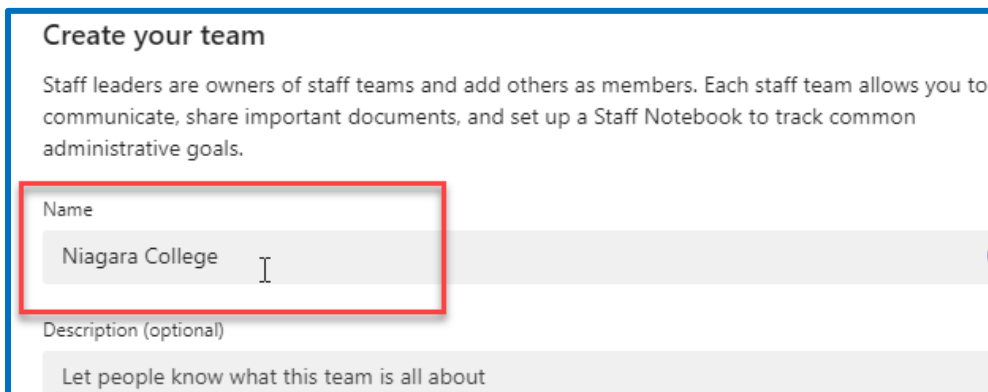 Create your team
Staff leaders are owners of staff teams and add others as members. Each staff team allows you to
communicate, share important documents, and set up a Staff Notebook to track common
administrative goals.
Name
Niagara College
Description (optional)
Let people know what this team is all about